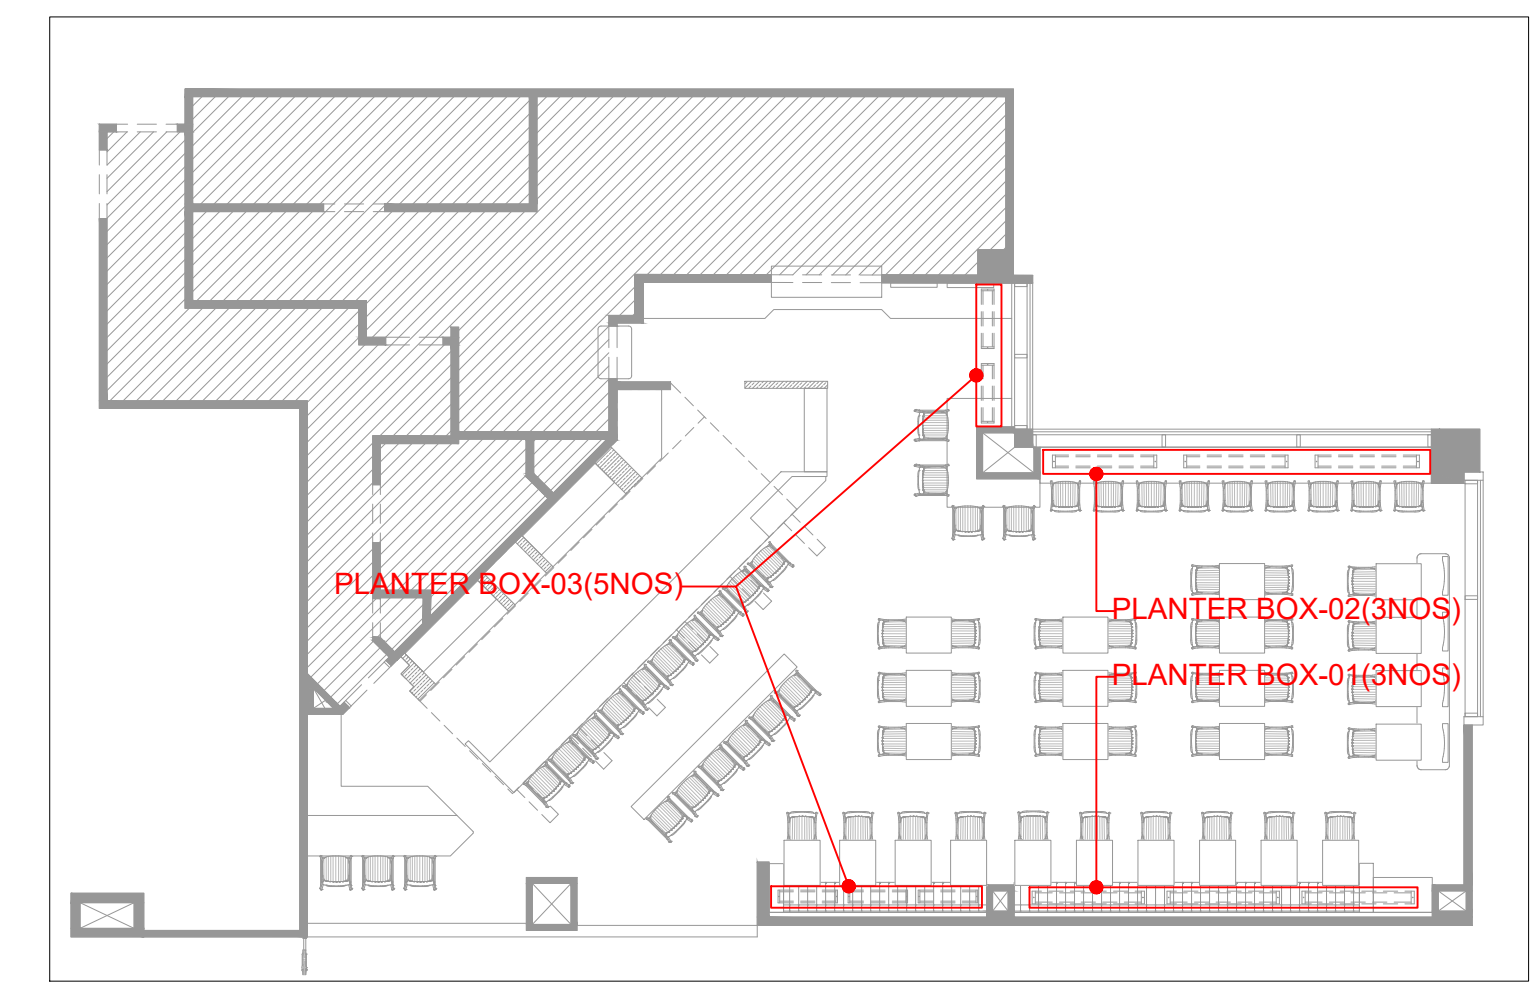 PLANTER BOX-03(5NOS)
PLANTER BOX-02(3NOS)
PLANTER BOX-01(3NOS)